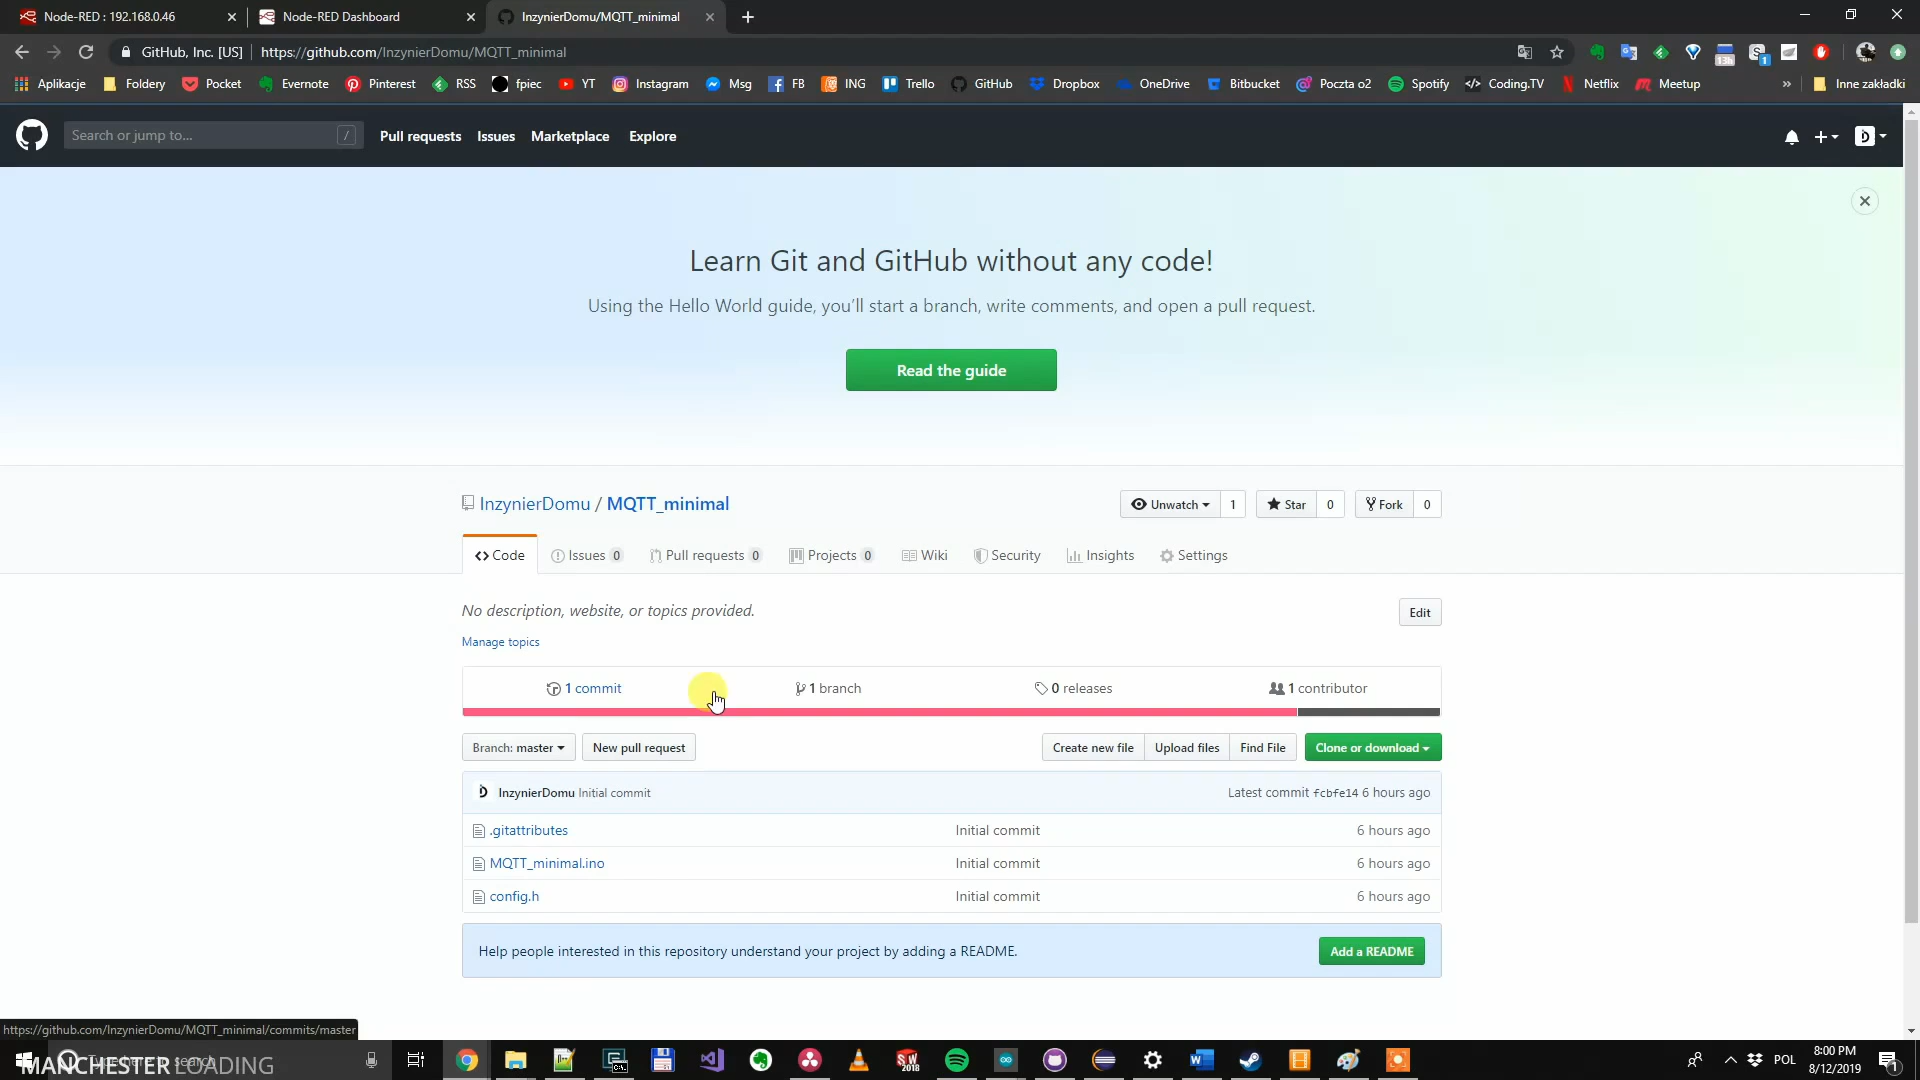 Node-RED : 192.168.0.46
Node-RED Dashboard
InzynierDomu/MQTT_minimal
GitHub, Inc. [US]
https://github.com/InzynierDomu/MQTT_minimal
13h
1
Aplikacje
Foldery
Pocket
Evernote
Pinterest
RSS
fpiec
YT
Instagram
Msg
FB
ING
Trello
GitHub
Dropbox
OneDrive
Bitbucket
Poczta o2
Spotify
Coding.TV
Netflix
Meetup
»
Inne zakładki
Search or jump to...
/
Pull requests
Issues
Marketplace
Explore
Learn Git and GitHub without any code!
Using the Hello World guide, you'll start a branch, write comments, and open a pull request.
Read the guide
InzynierDomu / MQTT_minimal
Unwatch 1
Star 0
Fork 0
Code
Issues 0
Pull requests 0
Projects 0
Wiki
Security
Insights
Settings
No description, website, or topics provided.
Edit
Manage topics
1 commit
1 branch
0 releases
1 contributor
Branch: master
New pull request
Create new file
Upload files
Find File
Clone or download
InzynierDomu Initial commit
Latest commit fcbfe14 6 hours ago
.gitattributes
Initial commit
6 hours ago
MQTT_minimal.ino
Initial commit
6 hours ago
config.h
Initial commit
6 hours ago
Help people interested in this repository understand your project by adding a README.
Add a README
https://github.com/InzynierDomu/MQTT_minimal/commits/master
Type here to search
MANCHESTER LOADING
SW
2018
POL
8:00 PM
8/12/2019
1